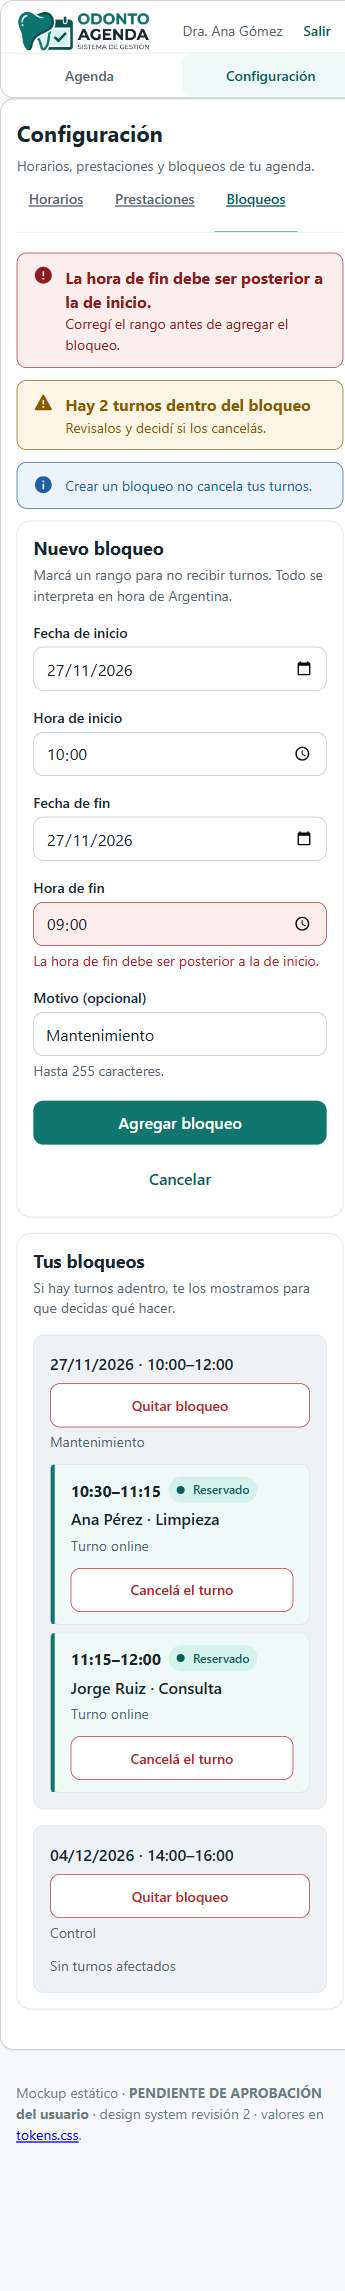 ODONTO
AGENDA
SISTEMA DE GESTIÓN
Dra. Ana Gómez
Salir
Agenda
Configuración
Configuración
Horarios, prestaciones y bloqueos de tu agenda.
Horarios
Prestaciones
Bloqueos
La hora de fin debe ser posterior a
la de inicio.
Corregí el rango antes de agregar el
bloqueo.
Hay 2 turnos dentro del bloqueo
Revisalos y decidí si los cancelás.
Crear un bloqueo no cancela tus turnos.
Nuevo bloqueo
Marcá un rango para no recibir turnos. Todo se
interpreta en hora de Argentina.
Fecha de inicio
27/11/2026
Hora de inicio
10:00
Fecha de fin
27/11/2026
Hora de fin
09:00
La hora de fin debe ser posterior a la de inicio.
Motivo (opcional)
Mantenimiento
Hasta 255 caracteres.
Agregar bloqueo
Cancelar
Tus bloqueos
Si hay turnos adentro, te los mostramos para
que decidas qué hacer.
27/11/2026 · 10:00–12:00
Quitar bloqueo
Mantenimiento
10:30–11:15
Reservado
Ana Pérez · Limpieza
Turno online
Cancelá el turno
11:15–12:00
Reservado
Jorge Ruiz · Consulta
Turno online
Cancelá el turno
04/12/2026 · 14:00–16:00
Quitar bloqueo
Control
Sin turnos afectados
Mockup estático · PENDIENTE DE APROBACIÓN
del usuario · design system revisión 2 · valores en
tokens.css.